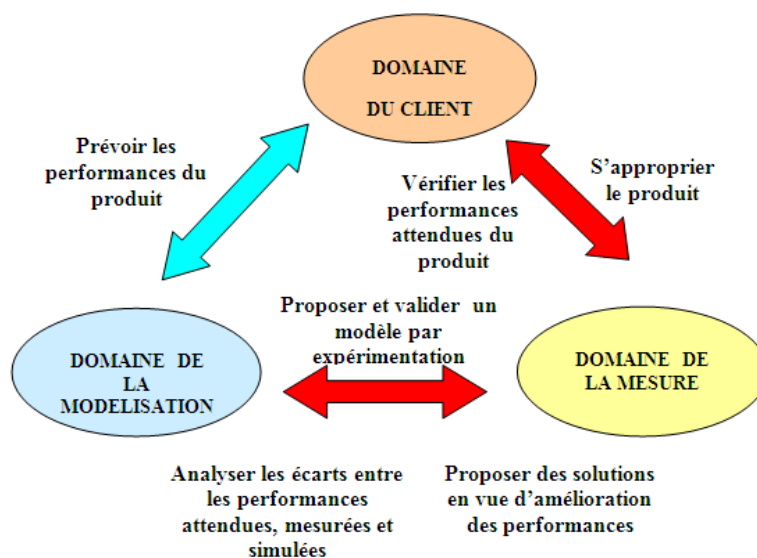 DOMAINE
DU CLIENT
Prévoir les
performances du
produit
Vérifier les
performances
attendues du
produit
S'approprier
le produit
Proposer et valider un
modèle par
expérimentation
DOMAINE DE
LA
MODELISATION
DOMAINE DE
LA MESURE
Analyser les écarts entre
les performances
attendues, mesurées et
simulées
Proposer des solutions
en vue d'amélioration
des performances